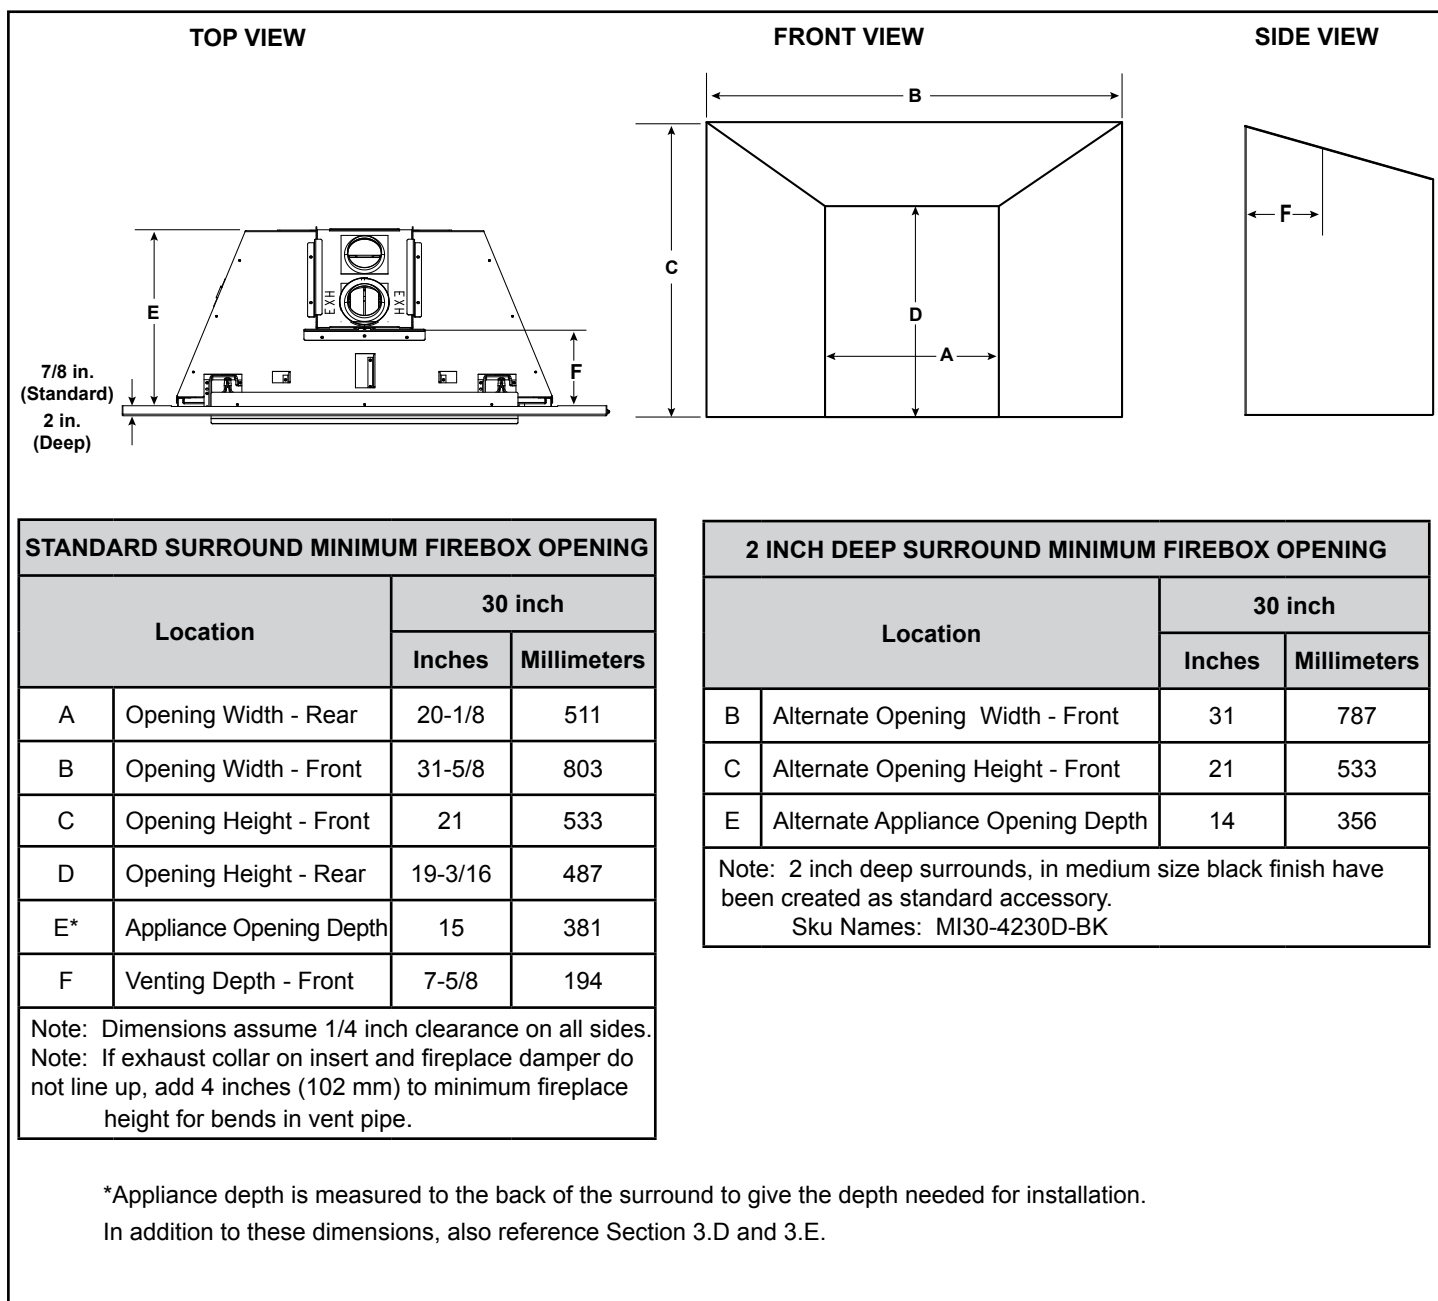 TOP VIEW
FRONT VIEW
SIDE VIEW
B
C
D
A
F
E
EXH
EXH
F
7/8 in.
(Standard)
2 in.
(Deep)
STANDARD SURROUND MINIMUM FIREBOX OPENING
Location
30 inch
Inches
Millimeters
A Opening Width - Rear 20-1/8 511
B Opening Width - Front 31-5/8 803
C Opening Height - Front 21 533
D Opening Height - Rear 19-3/16 487
E* Appliance Opening Depth 15 381
F Venting Depth - Front 7-5/8 194
Note: Dimensions assume 1/4 inch clearance on all sides.
Note: If exhaust collar on insert and fireplace damper do
not line up, add 4 inches (102 mm) to minimum fireplace
height for bends in vent pipe.
2 INCH DEEP SURROUND MINIMUM FIREBOX OPENING
Location
30 inch
Inches
Millimeters
B Alternate Opening Width - Front 31 787
C Alternate Opening Height - Front 21 533
E Alternate Appliance Opening Depth 14 356
Note: 2 inch deep surrounds, in medium size black finish have
been created as standard accessory.
Sku Names: MI30-4230D-BK
*Appliance depth is measured to the back of the surround to give the depth needed for installation.
In addition to these dimensions, also reference Section 3.D and 3.E.